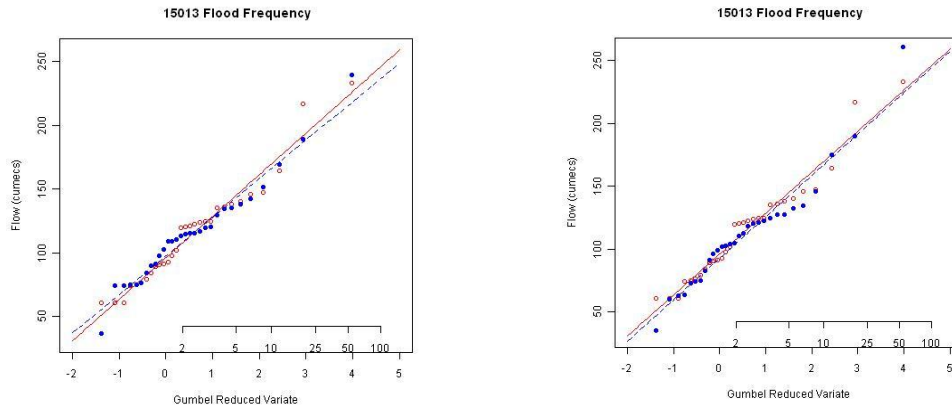 15013 Flood Frequency
Flow (cumecs)
250
200
150
100
50
2 5 10 25 50 100
-2 -1 0 1 2 3 4 5
Gumbel Reduced Variate
15013 Flood Frequency
Flow (cumecs)
250
200
150
100
50
2 5 10 25 50 100
-2 -1 0 1 2 3 4 5
Gumbel Reduced Variate